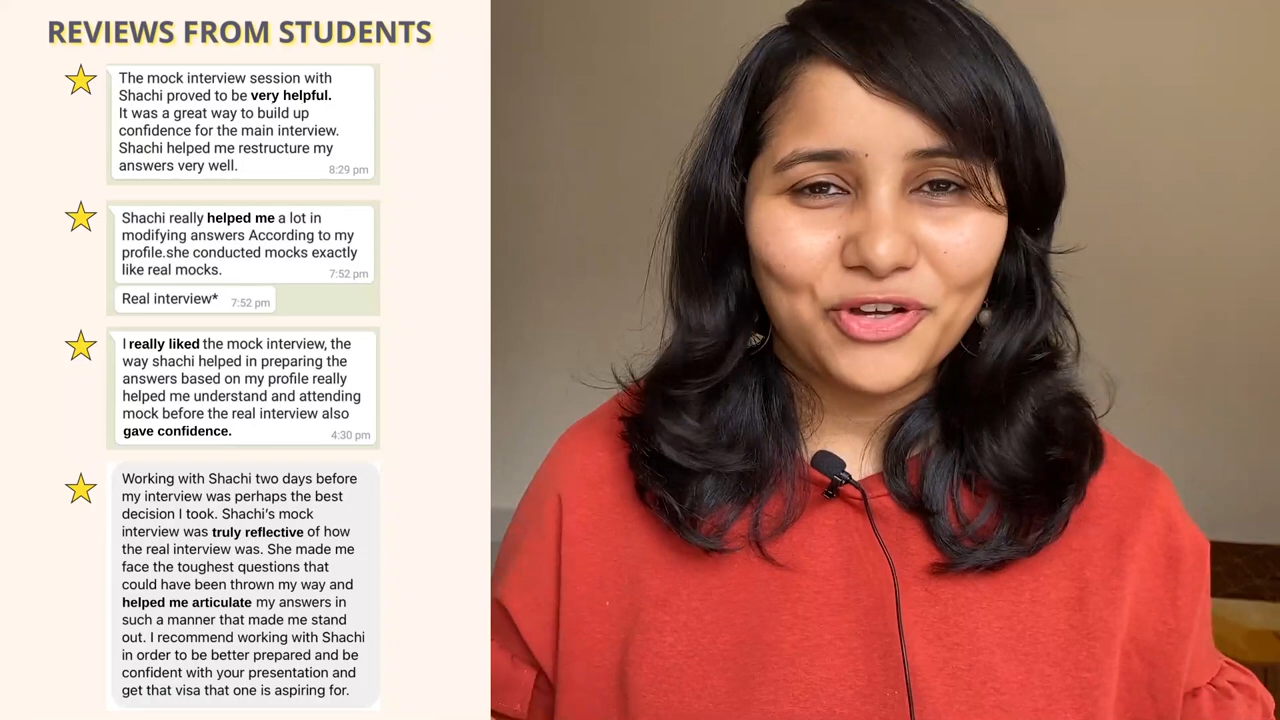 REVIEWS FROM STUDENTS
The mock interview session with
Shachi proved to be very helpful.
It was a great way to build up
confidence for the main interview.
Shachi helped me restructure my
answers very well.
8:29 pm
Shachi really helped me a lot in
modifying answers According to my
profile.she conducted mocks exactly
like real mocks.
7:52 pm
Real interview* 7:52 pm
I really liked the mock interview, the
way shachi helped in preparing the
answers based on my profile really
helped me understand and attending
mock before the real interview also
gave confidence.
4:30 pm
Working with Shachi two days before
my interview was perhaps the best
decision I took. Shachi's mock
interview was truly reflective of how
the real interview was. She made me
face the toughest questions that
could have been thrown my way and
helped me articulate my answers in
such a manner that made me stand
out. I recommend working with Shachi
in order to be better prepared and be
confident with your presentation and
get that visa that one is aspiring for.